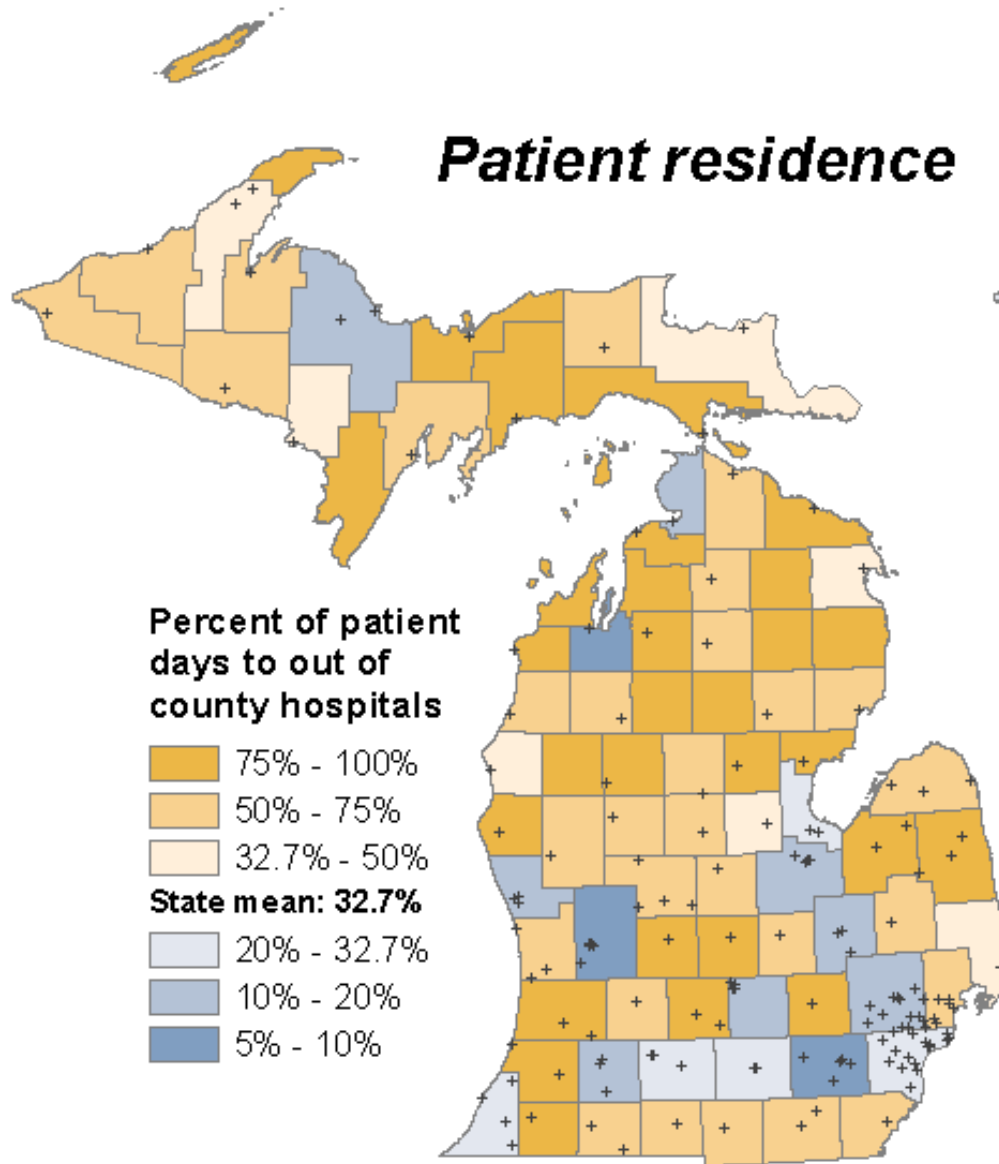 Patient residence
Percent of patient
days to out of
county hospitals
75% - 100%
50% - 75%
32.7% - 50%
State mean: 32.7%
20% - 32.7%
10% - 20%
5% - 10%